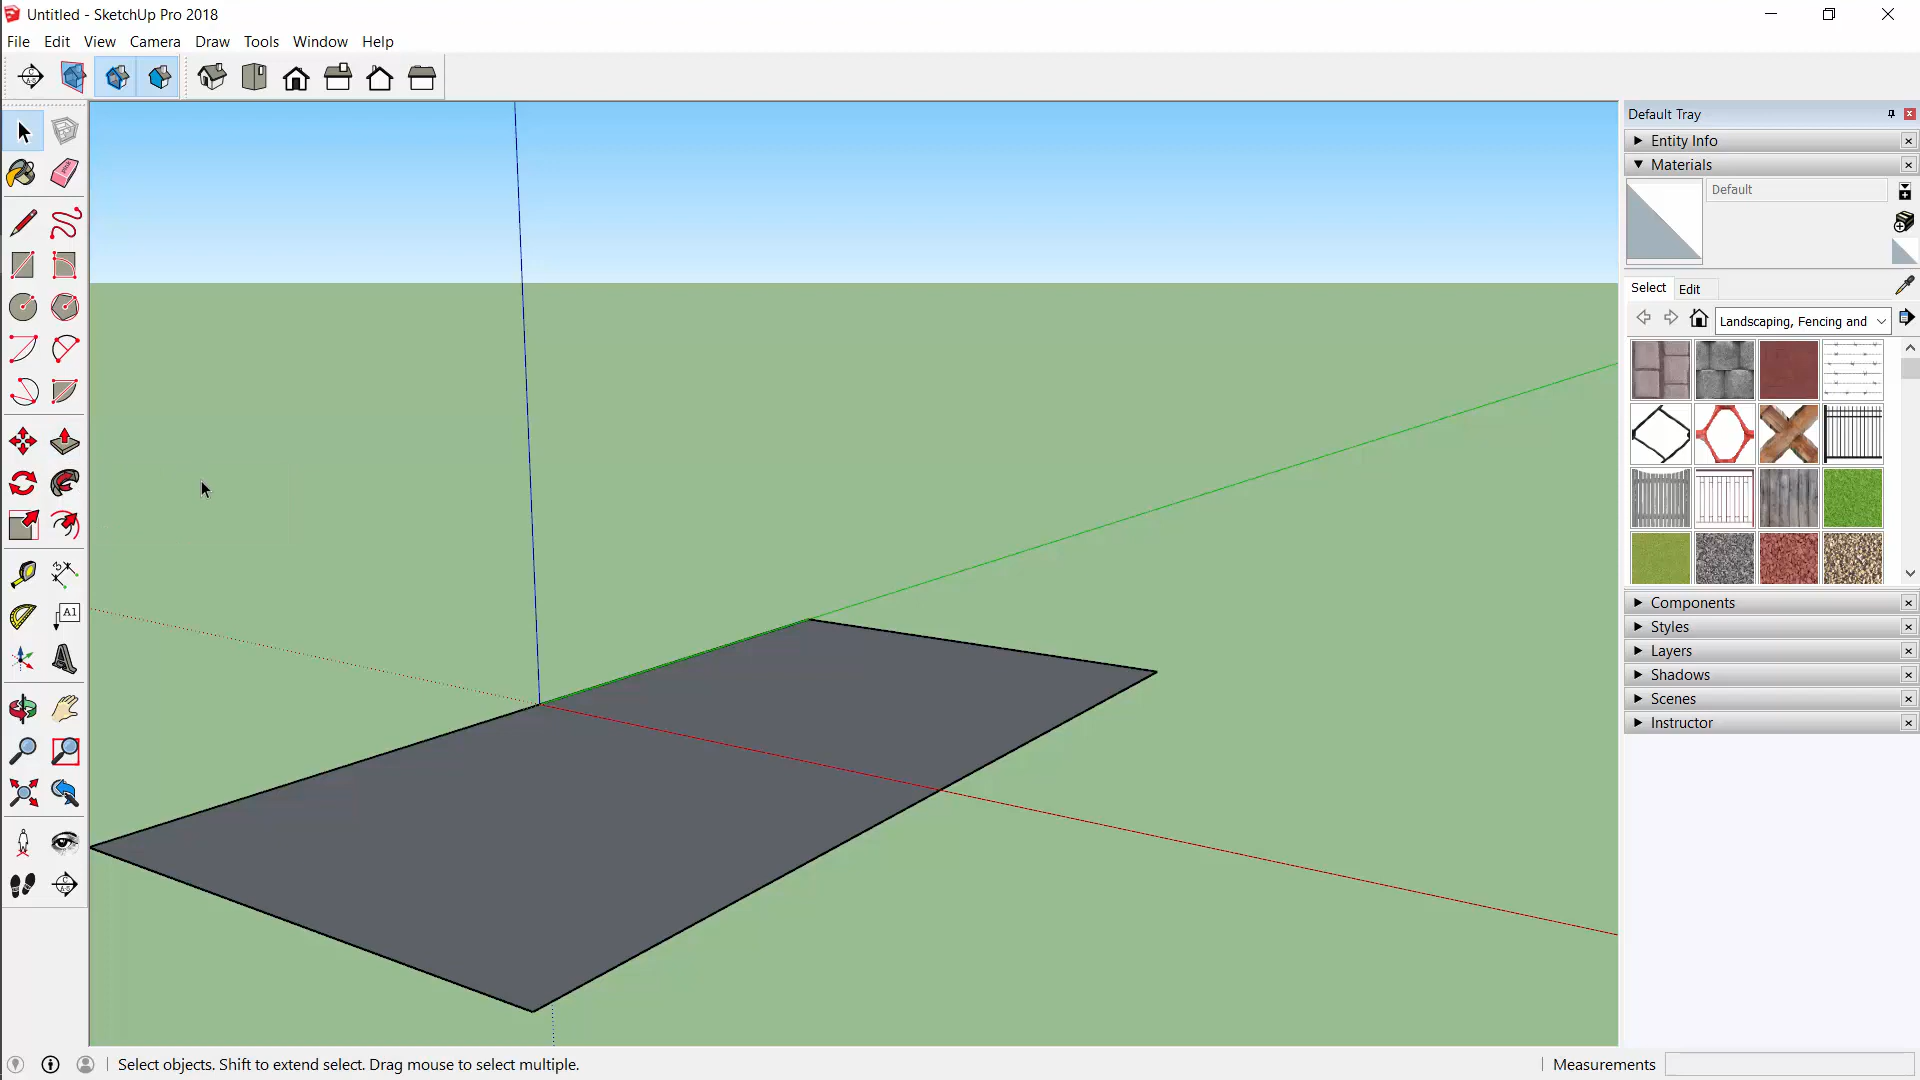 Untitled - SketchUp Pro 2018
File Edit View Camera Draw Tools Window Help
Default Tray
Entity Info
Materials
Default
Select Edit
Landscaping, Fencing and
Components
Styles
Layers
Shadows
Scenes
Instructor
A1
Select objects. Shift to extend select. Drag mouse to select multiple.
Measurements